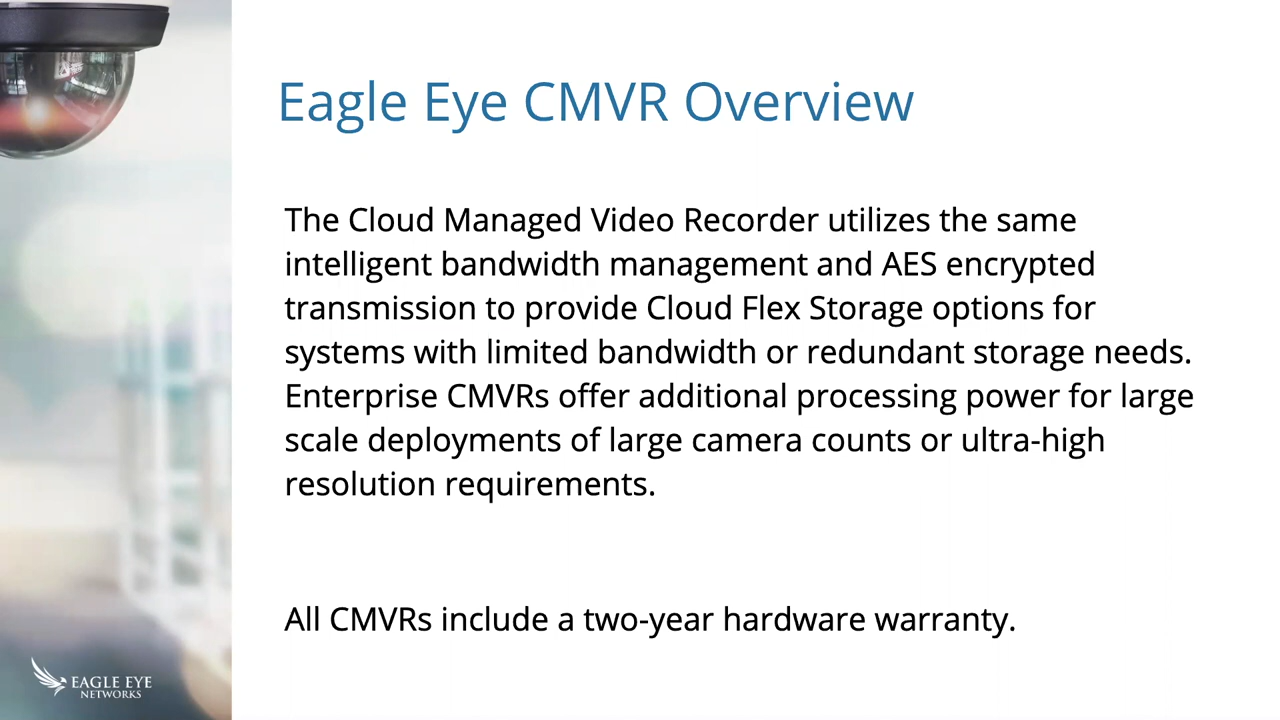 Eagle Eye CMVR Overview
The Cloud Managed Video Recorder utilizes the same
intelligent bandwidth management and AES encrypted
transmission to provide Cloud Flex Storage options for
systems with limited bandwidth or redundant storage needs.
Enterprise CMVRs offer additional processing power for large
scale deployments of large camera counts or ultra-high
resolution requirements.
All CMVRs include a two-year hardware warranty.
EAGLE EYE
NETWORKS